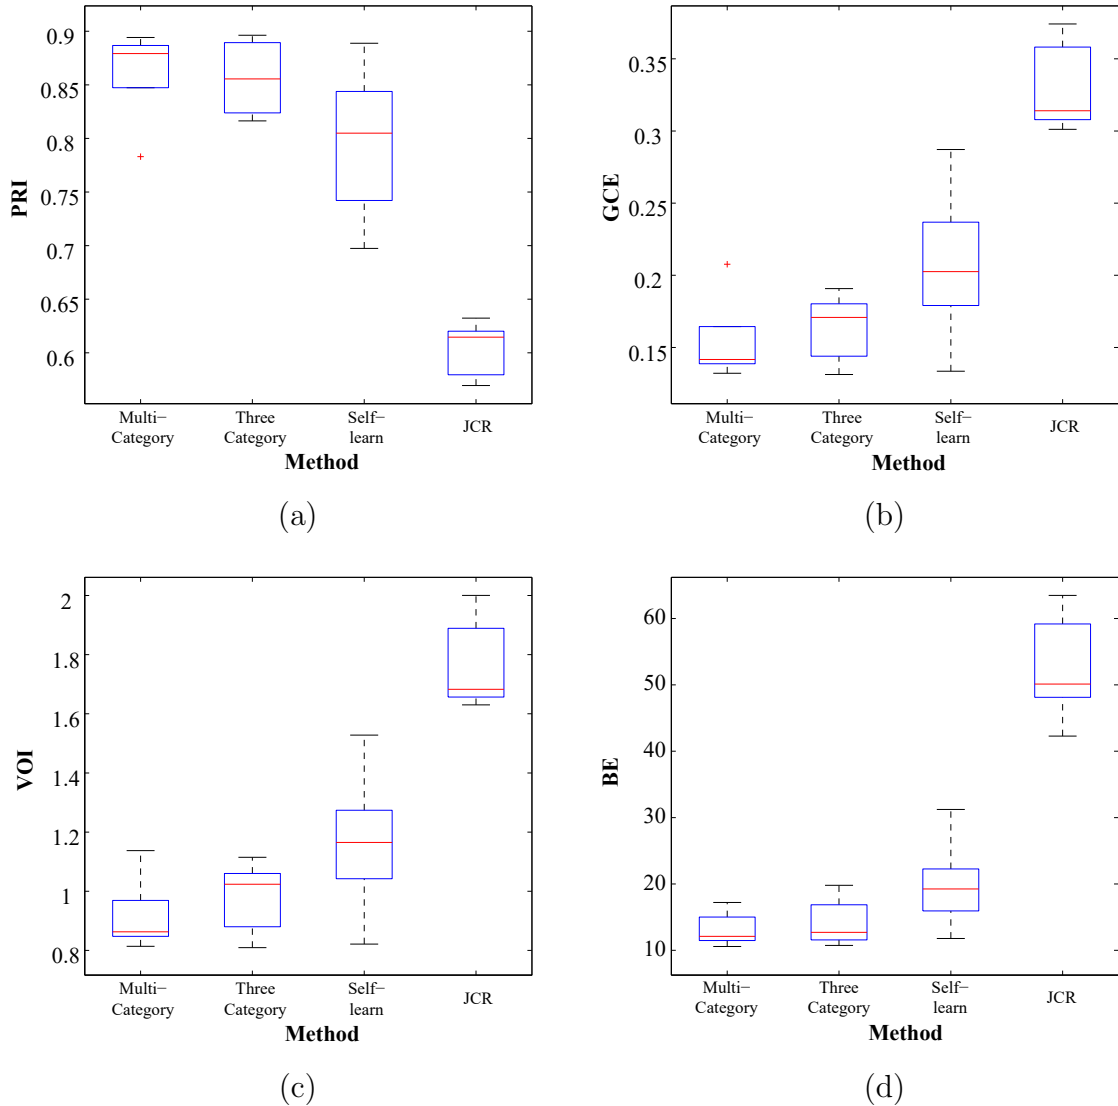 0.9
0.85
0.8
0.75
0.7
0.65
0.6
PRI
Multi−
Category
Three
Category
Self−
learn
JCR
Method
(a)
0.35
0.3
0.25
0.2
0.15
GCE
Multi−
Category
Three
Category
Self−
learn
JCR
Method
(b)
2
1.8
1.6
1.4
1.2
1
0.8
VOI
Multi−
Category
Three
Category
Self−
learn
JCR
Method
(c)
60
50
40
30
20
10
BE
Multi−
Category
Three
Category
Self−
learn
JCR
Method
(d)